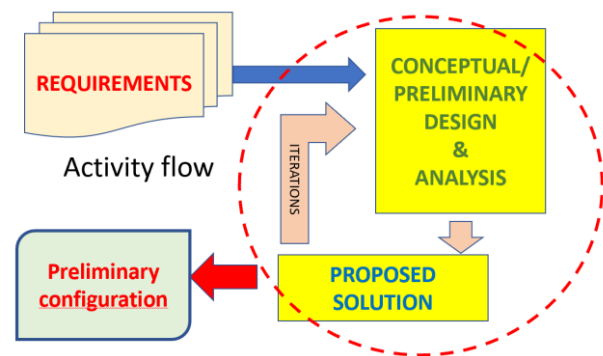 REQUIREMENTS
CONCEPTUAL/
PRELIMINARY
DESIGN
&
ANALYSIS
ITERATIONS
Activity flow
Preliminary
configuration
PROPOSED
SOLUTION